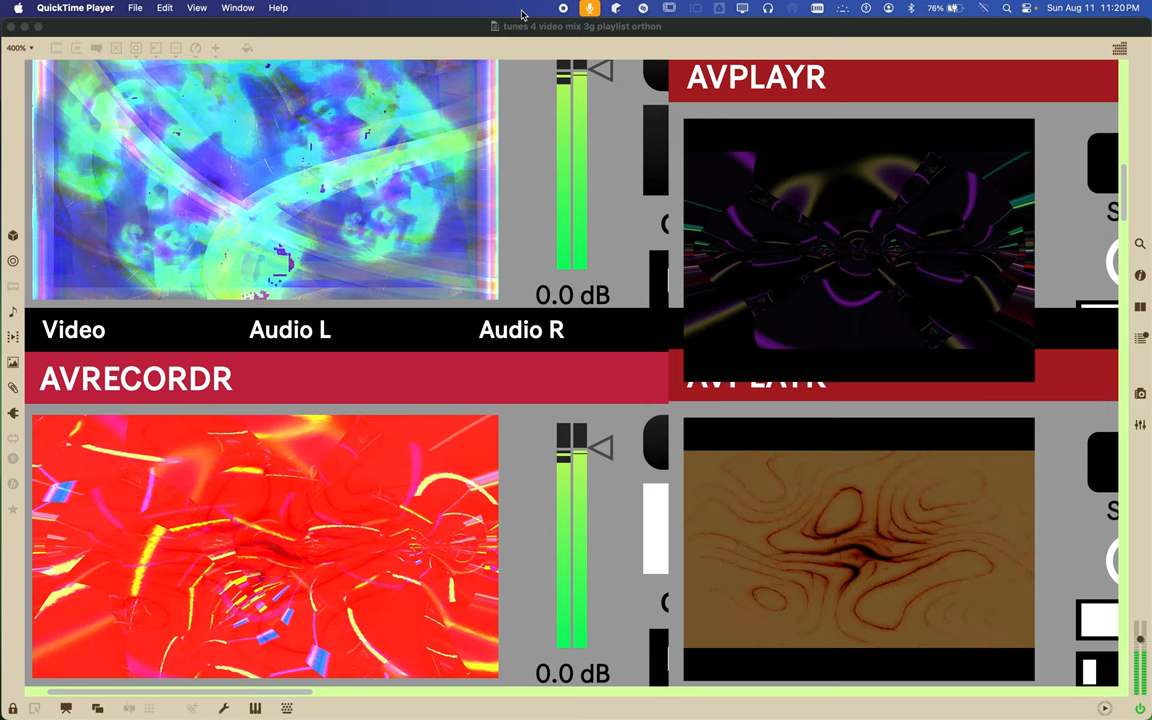 QuickTime Player File Edit View Window Help 76% Sun Aug 11 11:20 PM
tunes 4 video mix 3g playlist orthon
400%
AVPLAYR
0.0 dB
Video Audio L Audio R
AVRECORDR
AVPLAYR
0.0 dB